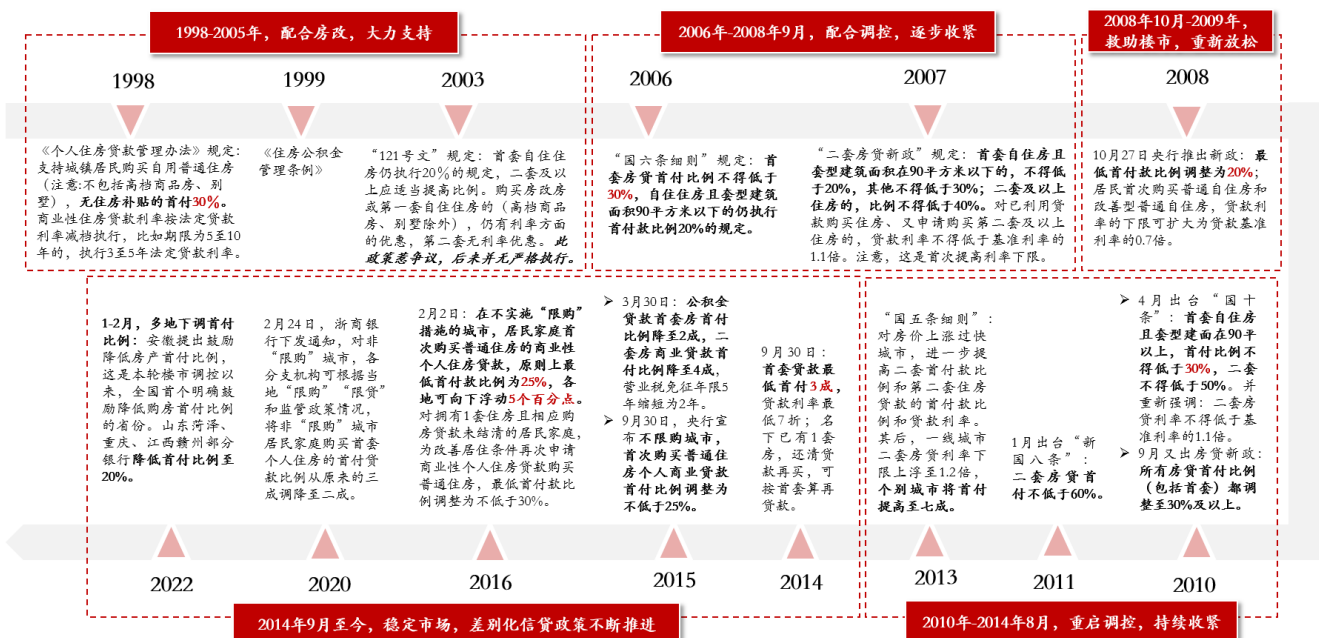 1998-2005年，配合房改，大力支持
1998
1999
2003
《个人住房贷款管理办法》规定：
支持城镇居民购买自用普通住房
（注意:不包括高档商品房、别
墅），无住房补贴的首付30%。
商业性住房贷款利率按法定贷款
利率减档执行，比如期限为5至10
年的，执行3至5年法定贷款利率。
《住房公积金
管理条例》
“121号文”规定：首套自住住
房仍执行20%的规定，二套及以
上应适当提高比例。购买房改房
或第一套自住住房的（高档商品
房、别墅除外），仍有利率方面
的优惠，第二套无利率优惠。此
政策惹争议，后来并无严格执行。
2006年-2008年9月，配合调控，逐步收紧
2006
2007
“国六条细则”规定：首
套房贷首付比例不得低于
30%，自住住房且套型建筑
面积90平方米以下的仍执行
首付款比例20%的规定。
“二套房贷新政”规定：首套自住房且
套型建筑面积在90平方米以下的，不得低
于20%，其他不得低于30%；二套及以上
住房的，比例不得低于40%。对已利用贷
款购买住房、又申请购买第二套及以上
住房的，贷款利率不得低于基准利率的
1.1倍。注意，这是首次提高利率下限。
2008年10月-2009年，
救助楼市，重新放松
2008
10月27日央行推出新政：最
低首付款比例调整为20%；
居民首次购买普通自住房和
改善型普通自住房，贷款利
率的下限可扩大为贷款基准
利率的0.7倍。
1-2月，多地下调首付
比例：安徽提出鼓励
降低房产首付比例，
这是本轮楼市调控以
来，全国首个明确鼓
励降低购房首付比例
的省份。山东菏泽、
重庆、江西赣州部分
银行降低首付比例至
20%。
2022
2月24日，浙商银
行下发通知，对非
“限购”城市，各
分支机构可根据当
地“限购”“限贷
和监管政策情况，
将非“限购”城市
居民家庭购买首套
个人住房的首付贷
款比例从原来的三
成调降至二成。
2020
2月2日：在不实施“限购”
措施的城市，居民家庭首
次购买普通住房的商业性
个人住房贷款，原则上最
低首付款比例为25%，各
地可向下浮动5个百分点。
对拥有1套住房且相应购
房贷款未结清的居民家庭，
为改善居住条件再次申请
商业性个人住房贷款购买
普通住房，最低首付款比
例调整为不低于30%。
2016
➢ 3月30日：公积金
贷款首套房首付
比例降至2成，二
套房商业贷款首
付比例降至4成，
营业税免征年限5
年缩短为2年。
➢ 9月30日，央行宣
布不限购城市，
首次购买普通住
房个人商业贷款
首付比例调整为
不低于25%。
2015
9月30日：
首套贷款最
低首付3成，
贷款利率最
低7折；名
下已有1套
房，还清贷
款再买，可
按首套算再
贷款。
2014
2014年9月至今，稳定市场，差别化信贷政策不断推进
“国五条细则”：
对房价上涨过快
城市，进一步提
高二套首付款比
例和第二套住房
贷款的首付款比
例和贷款利率。
其后，一线城市
二套房贷利率下
限上浮至1.2倍，
个别城市将首付
提高至七成。
2013
1月出台“新
国八条”：
二套房贷首
付不低于60%。
2011
➢ 4月出台“国十
条”：首套自住房
且套型建面在90平
以上，首付比例不
得低于30%，二套
不得低于50%。并
重新强调：二套房
贷利率不得低于基
准利率的1.1倍。
➢ 9月又出房贷新政：
所有房贷首付比例
（包括首套）都调
整至30%及以上。
2010
2010年-2014年8月，重启调控，持续收紧